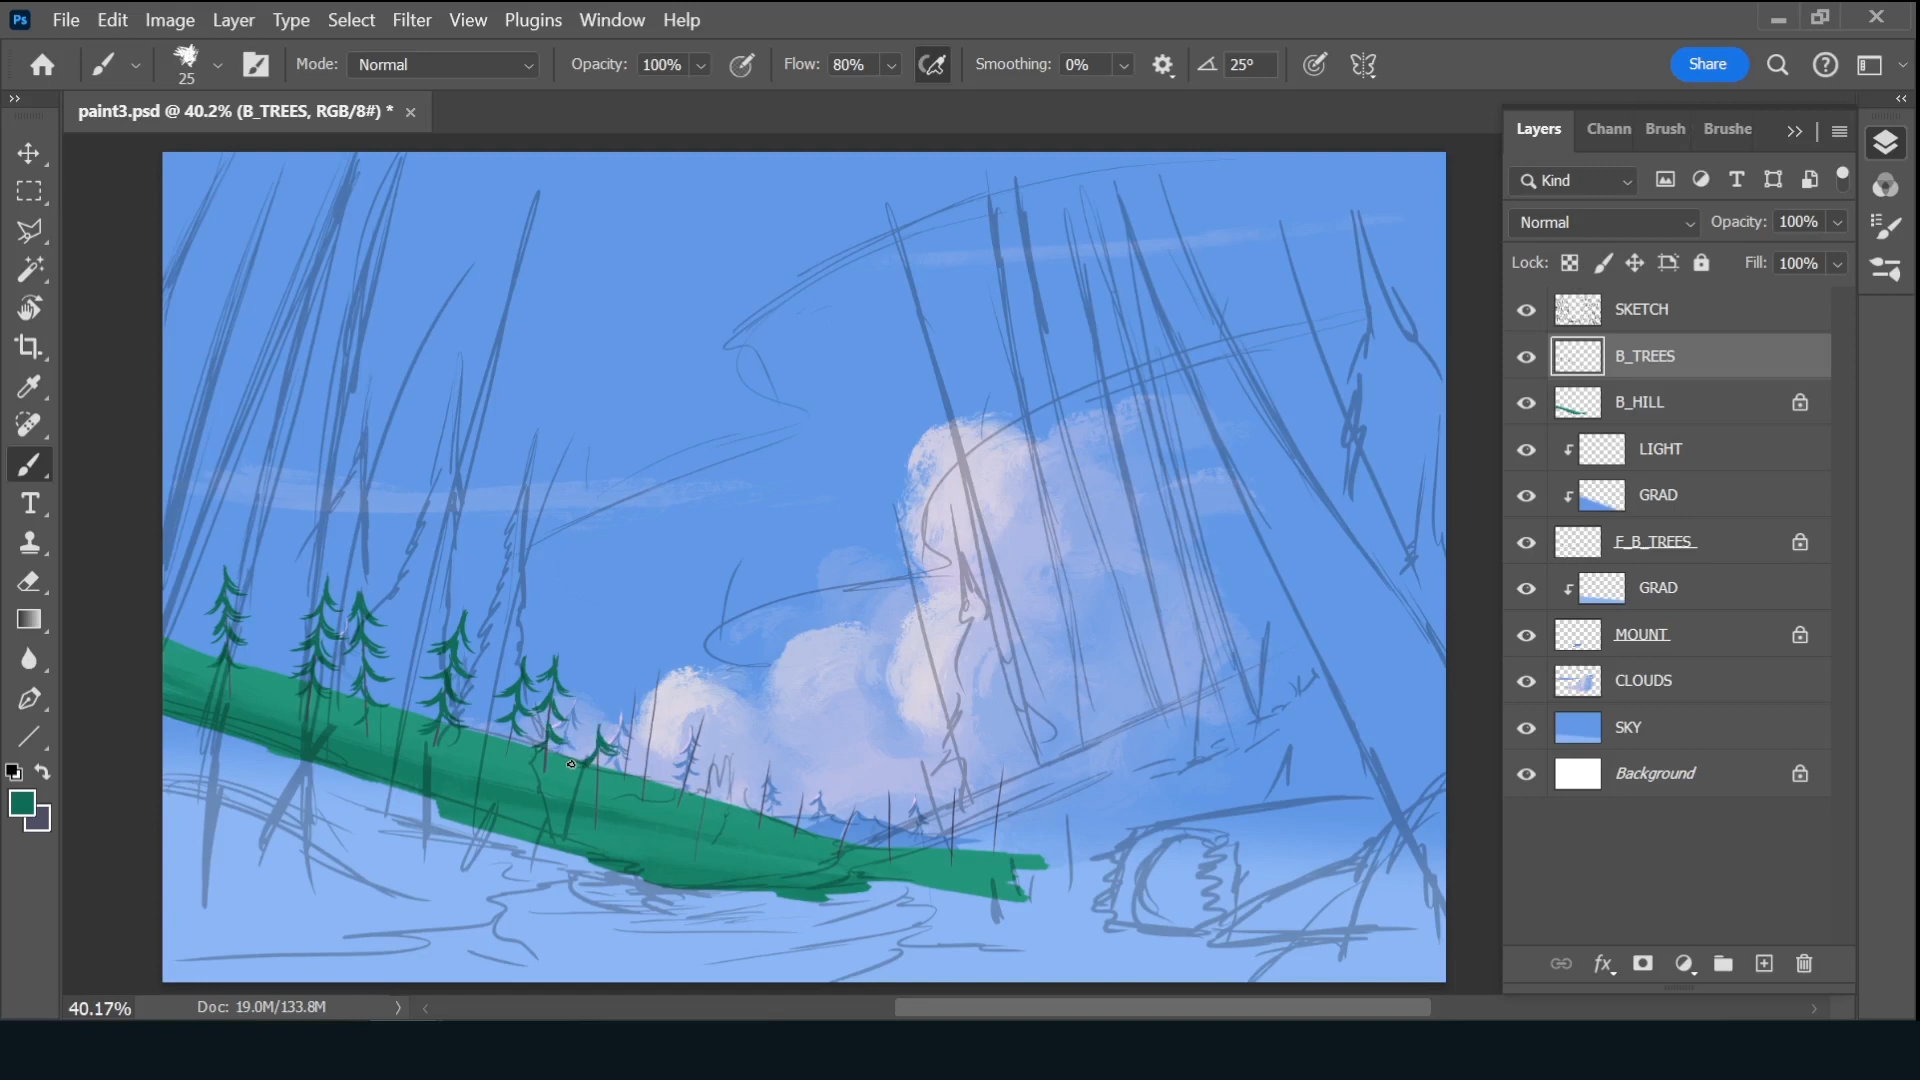 Ps File Edit Image Layer Type Select Filter View Plugins Window Help
25 Mode: Normal Opacity: 100% Flow: 80% Smoothing: 0% 25° Share
paint3.psd @ 40.2% (B_TREES, RGB/8#) *
Layers Chann Brush Brushe
Kind
Normal Opacity: 100%
Lock: Fill: 100%
SKETCH
B_TREES
B_HILL
LIGHT
GRAD
F_B_TREES
GRAD
MOUNT
CLOUDS
SKY
Background
fx
40.17% Doc: 19.0M/133.8M